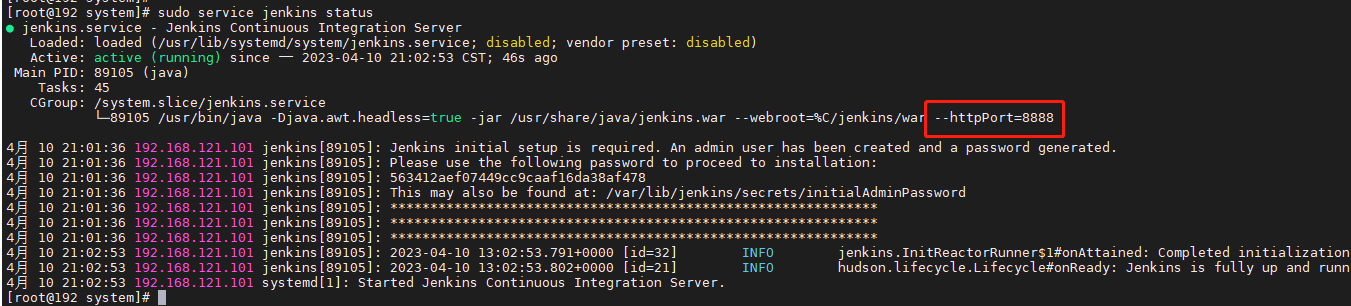 [root@192 system]# sudo service jenkins status
● jenkins.service - Jenkins Continuous Integration Server
   Loaded: loaded (/usr/lib/systemd/system/jenkins.service; disabled; vendor preset: disabled)
   Active: active (running) since 一 2023-04-10 21:02:53 CST; 46s ago
 Main PID: 89105 (java)
    Tasks: 45
   CGroup: /system.slice/jenkins.service
           └─89105 /usr/bin/java -Djava.awt.headless=true -jar /usr/share/java/jenkins.war --webroot=%C/jenkins/war --httpPort=8888
4月 10 21:01:36 192.168.121.101 jenkins[89105]: Jenkins initial setup is required. An admin user has been created and a password generated.
4月 10 21:01:36 192.168.121.101 jenkins[89105]: Please use the following password to proceed to installation:
4月 10 21:01:36 192.168.121.101 jenkins[89105]: 563412aef07449cc9caaf16da38af478
4月 10 21:01:36 192.168.121.101 jenkins[89105]: This may also be found at: /var/lib/jenkins/secrets/initialAdminPassword
4月 10 21:01:36 192.168.121.101 jenkins[89105]: *************************************************************
4月 10 21:01:36 192.168.121.101 jenkins[89105]: *************************************************************
4月 10 21:01:36 192.168.121.101 jenkins[89105]: *************************************************************
4月 10 21:02:53 192.168.121.101 jenkins[89105]: 2023-04-10 13:02:53.791+0000 [id=32]        INFO        jenkins.InitReactorRunner$1#onAttained: Completed initialization
4月 10 21:02:53 192.168.121.101 jenkins[89105]: 2023-04-10 13:02:53.802+0000 [id=21]        INFO        hudson.lifecycle.Lifecycle#onReady: Jenkins is fully up and runn
4月 10 21:02:53 192.168.121.101 systemd[1]: Started Jenkins Continuous Integration Server.
[root@192 system]#